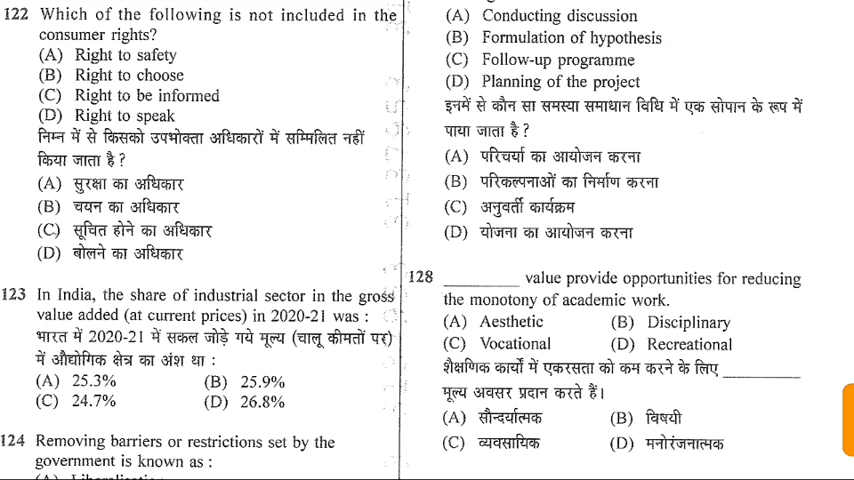 122 Which of the following is not included in the
consumer rights?
(A) Right to safety
(B) Right to choose
(C) Right to be informed
(D) Right to speak
निम्न में से किसको उपभोक्ता अधिकारों में सम्मिलित नहीं
किया जाता है ?
(A) सुरक्षा का अधिकार
(B) चयन का अधिकार
(C) सूचित होने का अधिकार
(D) बोलने का अधिकार
123 In India, the share of industrial sector in the gross
value added (at current prices) in 2020-21 was :
भारत में 2020-21 में सकल जोड़े गये मूल्य (चालू कीमतों पर)
में औद्योगिक क्षेत्र का अंश था :
(A) 25.3% (B) 25.9%
(C) 24.7% (D) 26.8%
124 Removing barriers or restrictions set by the
government is known as :
(A) Liberalisation
(A) Conducting discussion
(B) Formulation of hypothesis
(C) Follow-up programme
(D) Planning of the project
इनमें से कौन सा समस्या समाधान विधि में एक सोपान के रूप में
पाया जाता है ?
(A) परिचर्या का आयोजन करना
(B) परिकल्पनाओं का निर्माण करना
(C) अनुवर्ती कार्यक्रम
(D) योजना का आयोजन करना
128 ________ value provide opportunities for reducing
the monotony of academic work.
(A) Aesthetic (B) Disciplinary
(C) Vocational (D) Recreational
शैक्षणिक कार्यों में एकरसता को कम करने के लिए ________
मूल्य अवसर प्रदान करते हैं।
(A) सौन्दर्यात्मक (B) विषयी
(C) व्यवसायिक (D) मनोरंजनात्मक